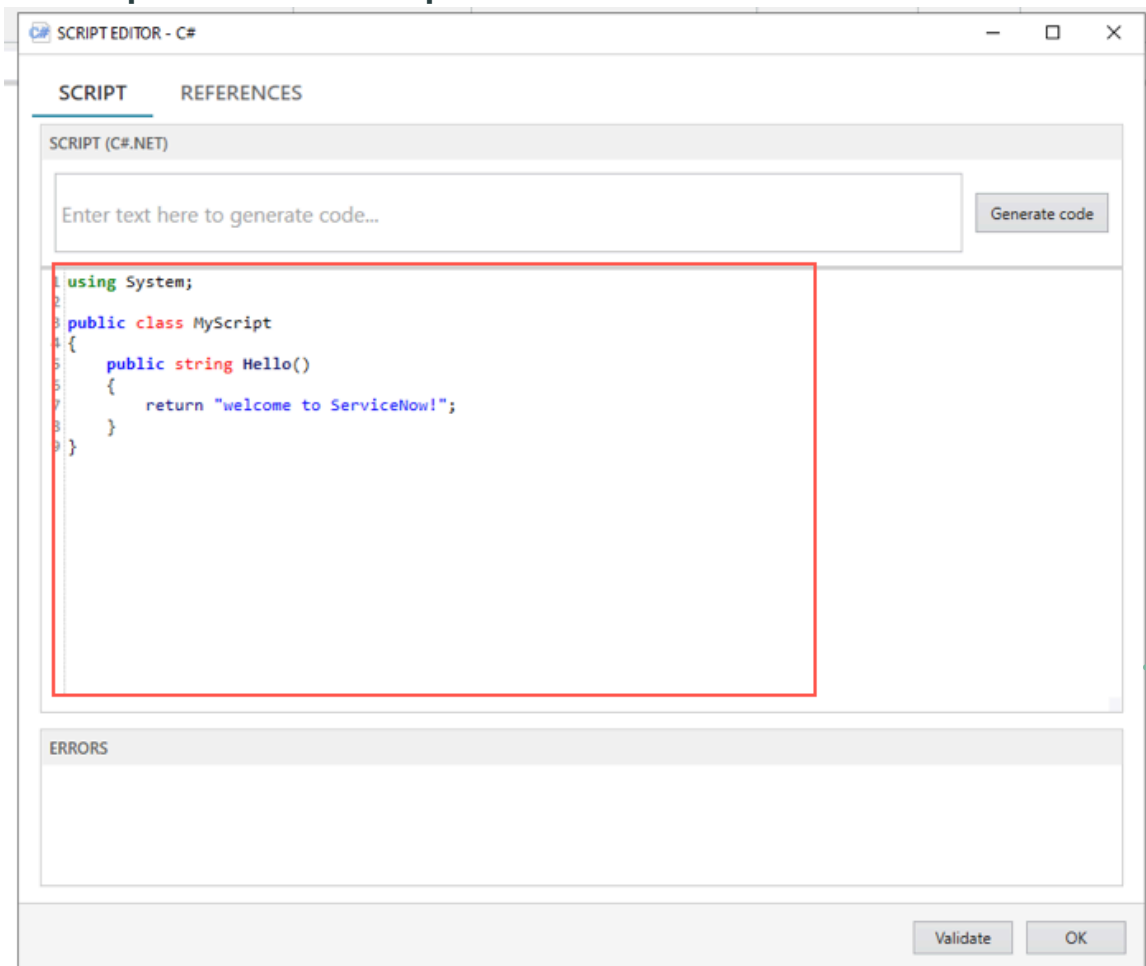 C# SCRIPT EDITOR - C#
SCRIPT REFERENCES
SCRIPT (C#.NET)
Enter text here to generate code...
Generate code
1 using System;
2
3 public class MyScript
4 {
5     public string Hello()
6     {
7         return "welcome to ServiceNow!";
8     }
9 }
ERRORS
Validate OK